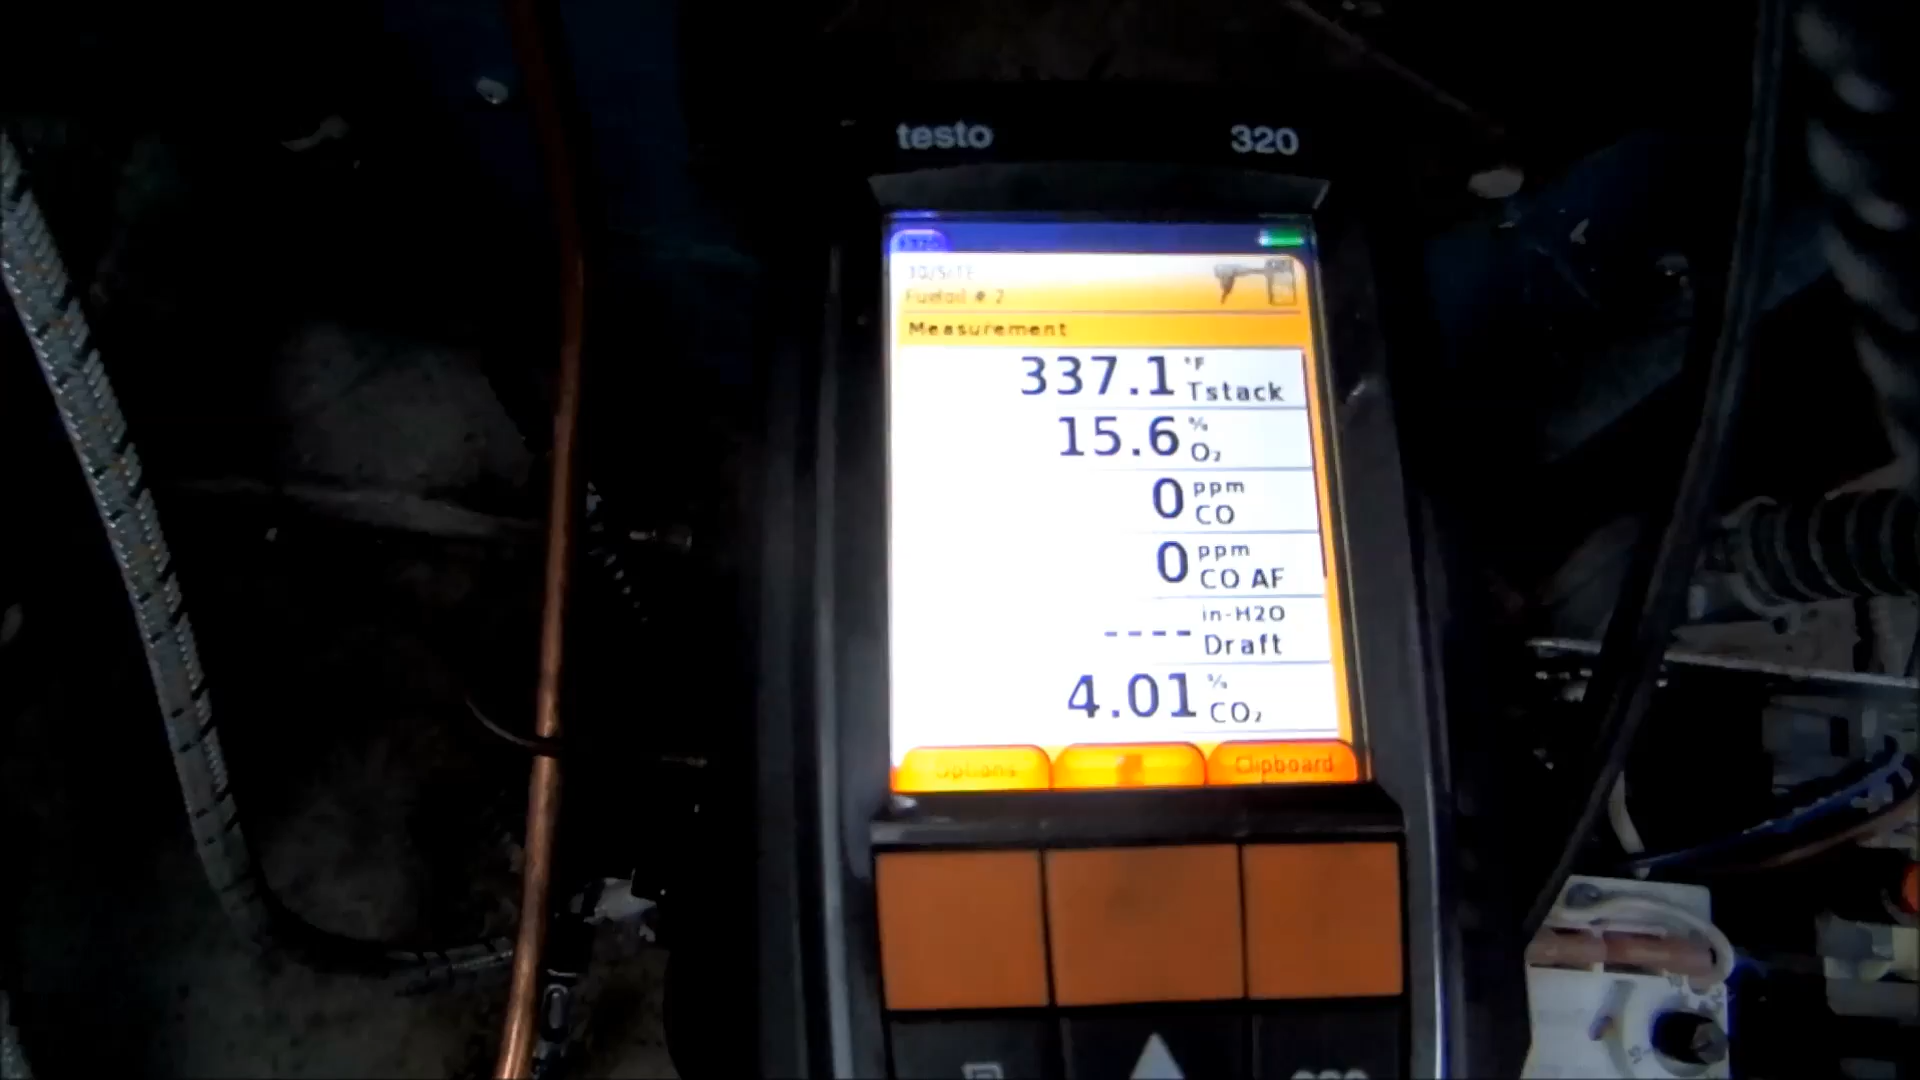 testo 320
Fueloil # 2
Measurement
337.1 °F Tstack
15.6 % O₂
0 ppm CO
0 ppm CO AF
---- in-H2O Draft
4.01 % CO₂
Options Clipboard